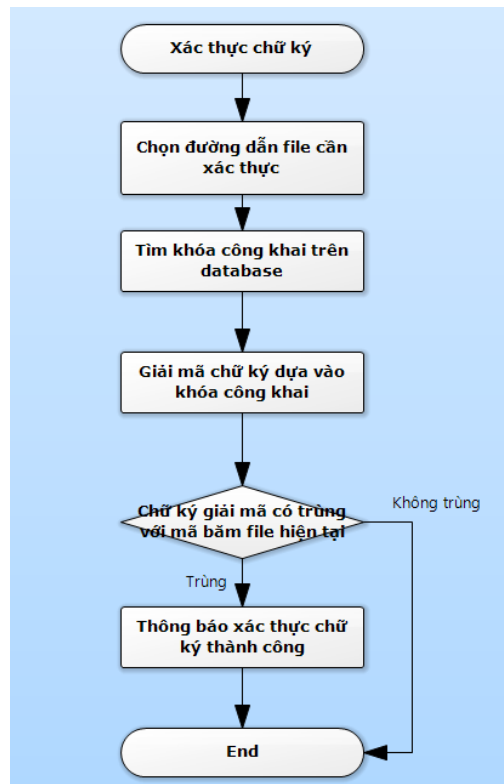 Xác thực chữ ký
Chọn đường dẫn file cần
xác thực
Tìm khóa công khai trên
database
Giải mã chữ ký dựa vào
khóa công khai
Chữ ký giải mã có trùng
với mã băm file hiện tại
Không trùng
Trùng
Thông báo xác thực chữ
ký thành công
End